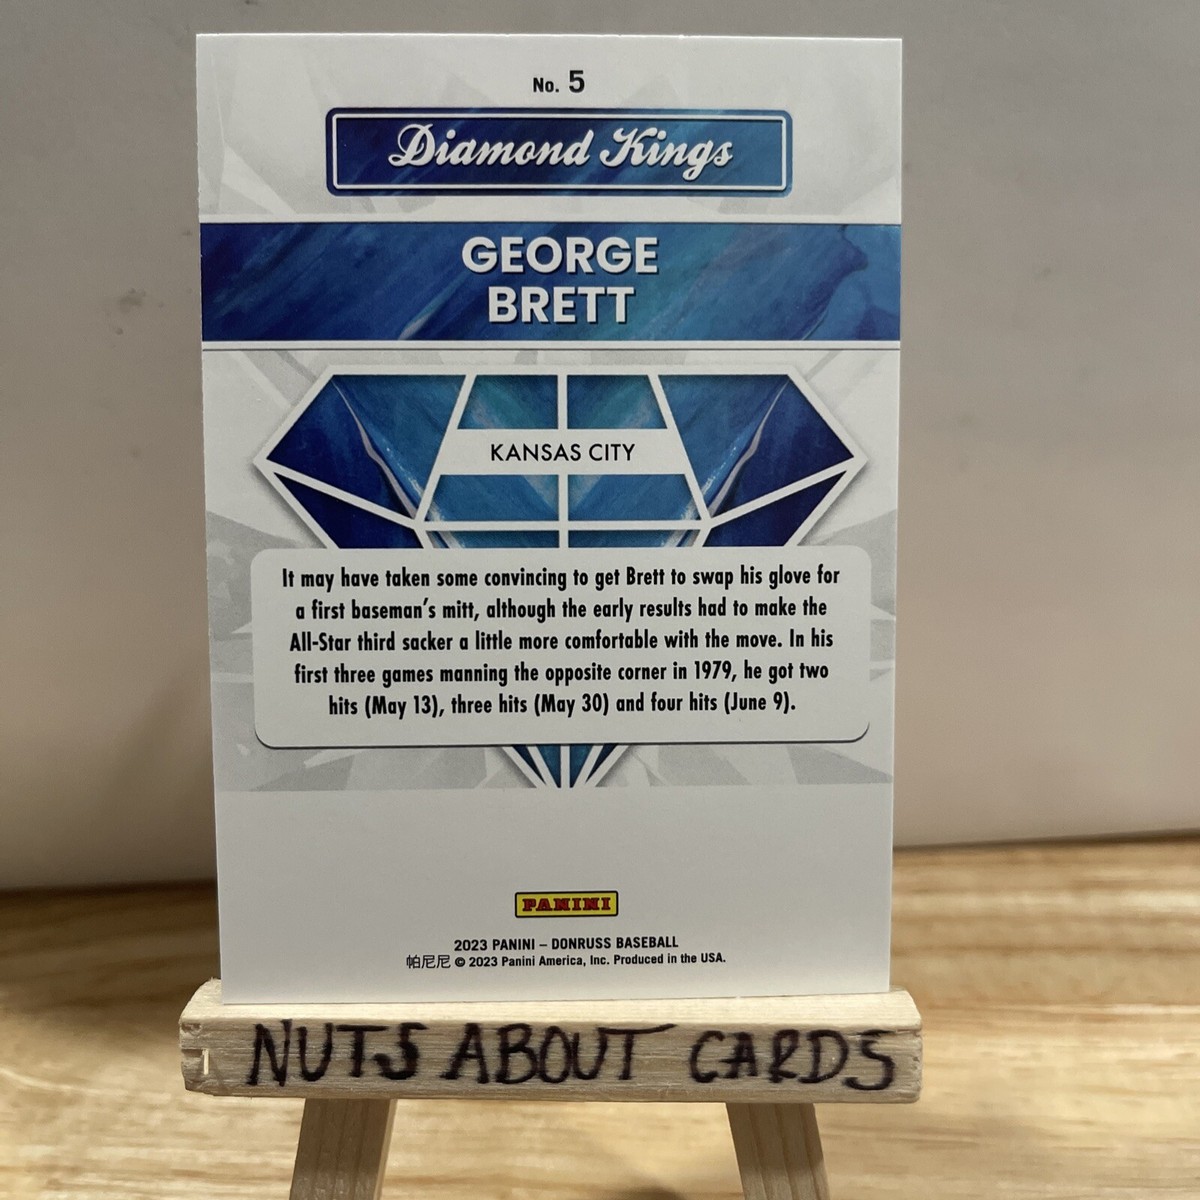 No. 5
Diamond Kings
GEORGE
BRETT
KANSAS CITY
It may have taken some convincing to get Brett to swap his glove for
a first baseman's mitt, although the early results had to make the
All-Star third sacker a little more comfortable with the move. In his
first three games manning the opposite corner in 1979, he got two
hits (May 13), three hits (May 30) and four hits (June 9).
PANINI
2023 PANINI – DONRUSS BASEBALL
帕尼尼 © 2023 Panini America, Inc. Produced in the USA.
NUTS ABOUT CARDS